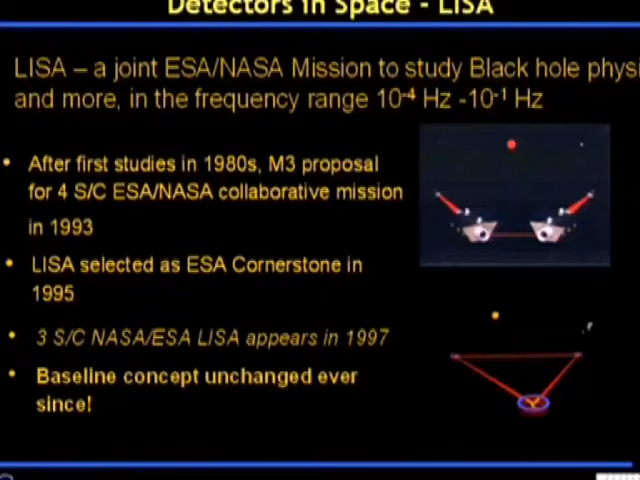 Detectors in Space - LISA
LISA – a joint ESA/NASA Mission to study Black hole physi
and more, in the frequency range 10⁻⁴ Hz -10⁻¹ Hz
• After first studies in 1980s, M3 proposal
for 4 S/C ESA/NASA collaborative mission
in 1993
• LISA selected as ESA Cornerstone in
1995
• 3 S/C NASA/ESA LISA appears in 1997
• Baseline concept unchanged ever
since!